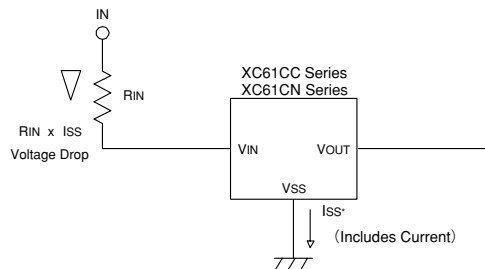 IN
RIN
RIN x ISS
Voltage Drop
XC61CC Series
XC61CN Series
VIN
VOUT
VSS
ISS*
(Includes Current)